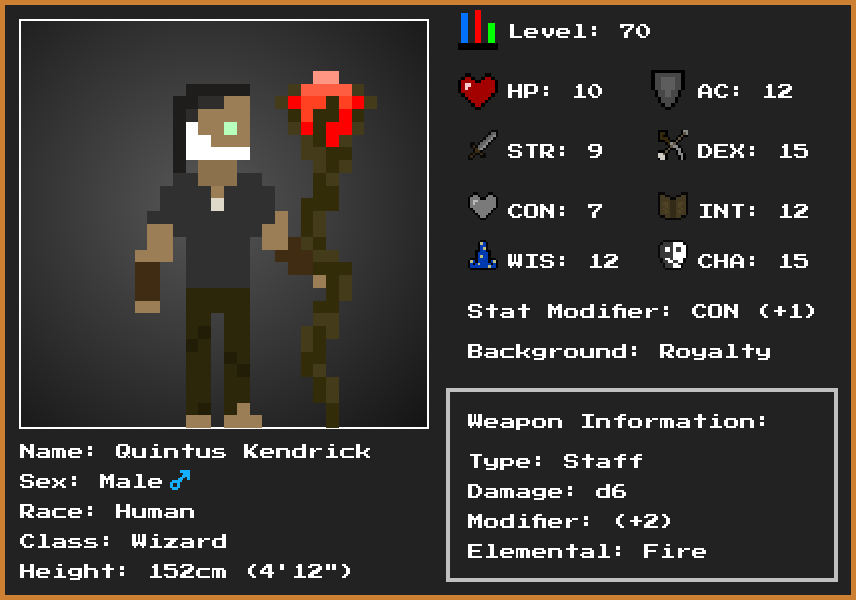 Level: 70
HP: 10 AC: 12
STR: 9 DEX: 15
CON: 7 INT: 12
WIS: 12 CHA: 15
Stat Modifier: CON (+1)
Background: Royalty
Weapon Information:
Type: Staff
Damage: d6
Modifier: (+2)
Elemental: Fire
Name: Quintus Kendrick
Sex: Male ♂
Race: Human
Class: Wizard
Height: 152cm (4'12")